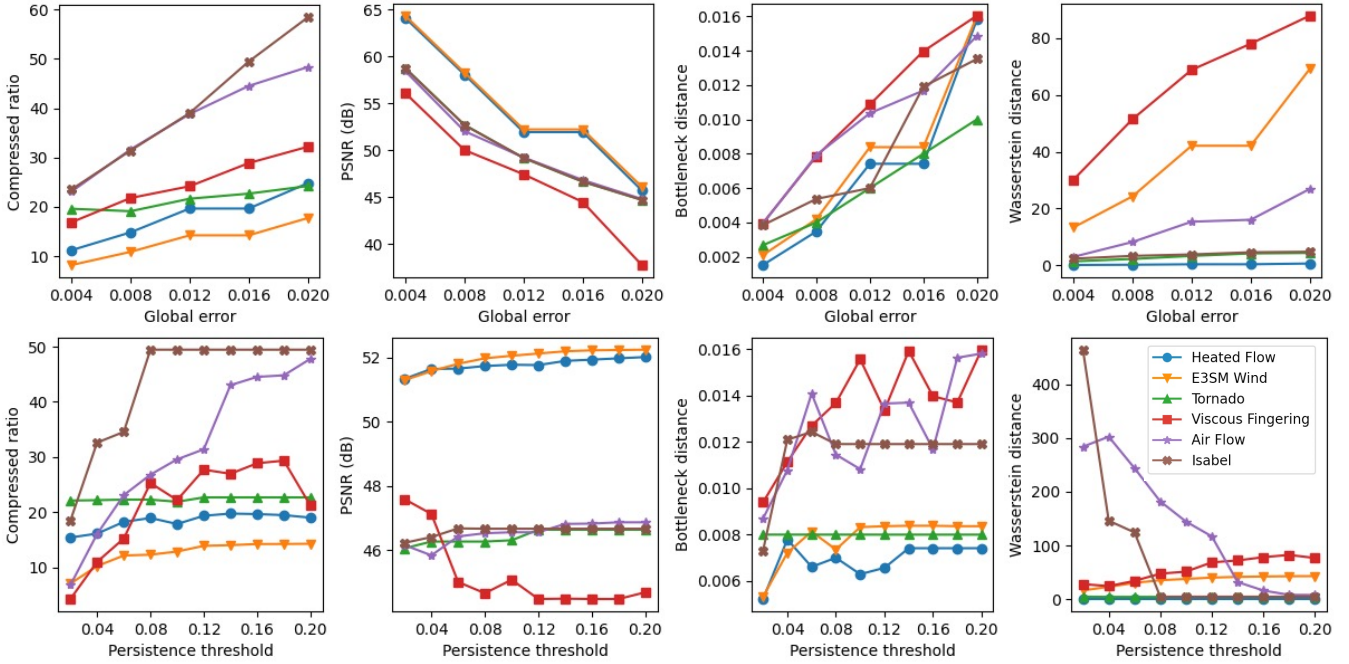 60
50
40
30
20
10
Compressed ratio
0.004 0.008 0.012 0.016 0.020
Global error
65
60
55
50
45
40
PSNR (dB)
0.004 0.008 0.012 0.016 0.020
Global error
0.016
0.014
0.012
0.010
0.008
0.006
0.004
0.002
Bottleneck distance
0.004 0.008 0.012 0.016 0.020
Global error
80
60
40
20
0
Wasserstein distance
0.004 0.008 0.012 0.016 0.020
Global error
50
40
30
20
10
Compressed ratio
0.04 0.08 0.12 0.16 0.20
Persistence threshold
52
50
48
46
PSNR (dB)
0.04 0.08 0.12 0.16 0.20
Persistence threshold
0.016
0.014
0.012
0.010
0.008
0.006
Bottleneck distance
0.04 0.08 0.12 0.16 0.20
Persistence threshold
400
300
200
100
0
Wasserstein distance
Heated Flow
E3SM Wind
Tornado
Viscous Fingering
Air Flow
Isabel
0.04 0.08 0.12 0.16 0.20
Persistence threshold